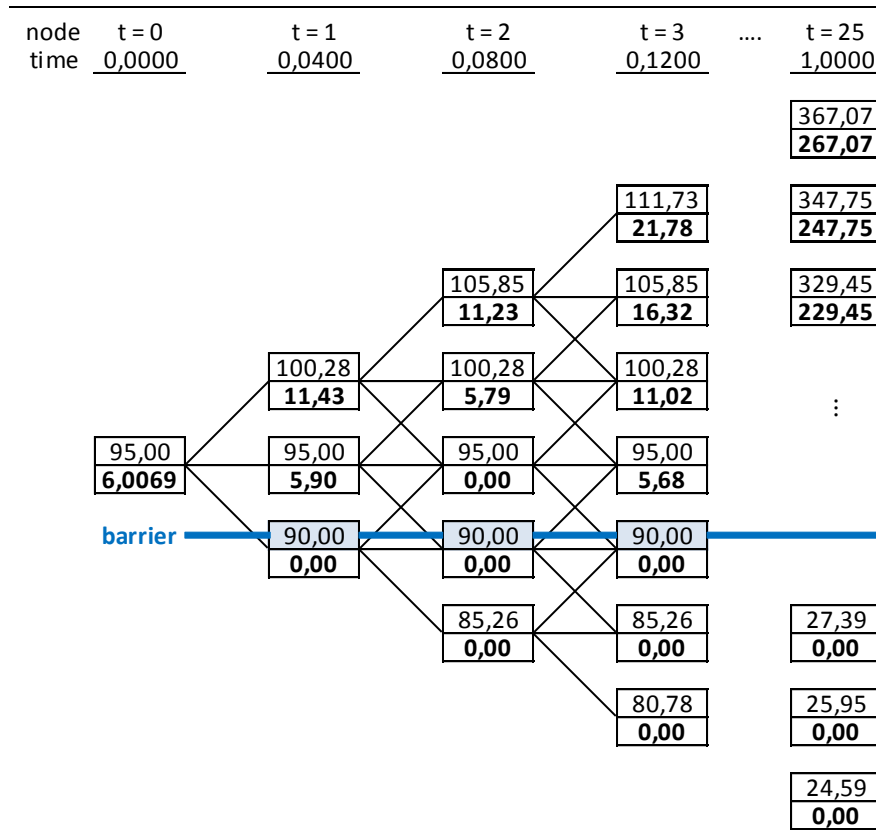 node t = 0 t = 1 t = 2 t = 3 .... t = 25
time 0,0000 0,0400 0,0800 0,1200 1,0000
367,07
267,07
111,73 347,75
21,78 247,75
105,85 105,85 329,45
11,23 16,32 229,45
100,28 100,28 100,28
11,43 5,79 11,02
⋮
95,00 95,00 95,00 95,00
6,0069 5,90 0,00 5,68
barrier 90,00 90,00 90,00
0,00 0,00 0,00
85,26 85,26 27,39
0,00 0,00 0,00
80,78 25,95
0,00 0,00
24,59
0,00